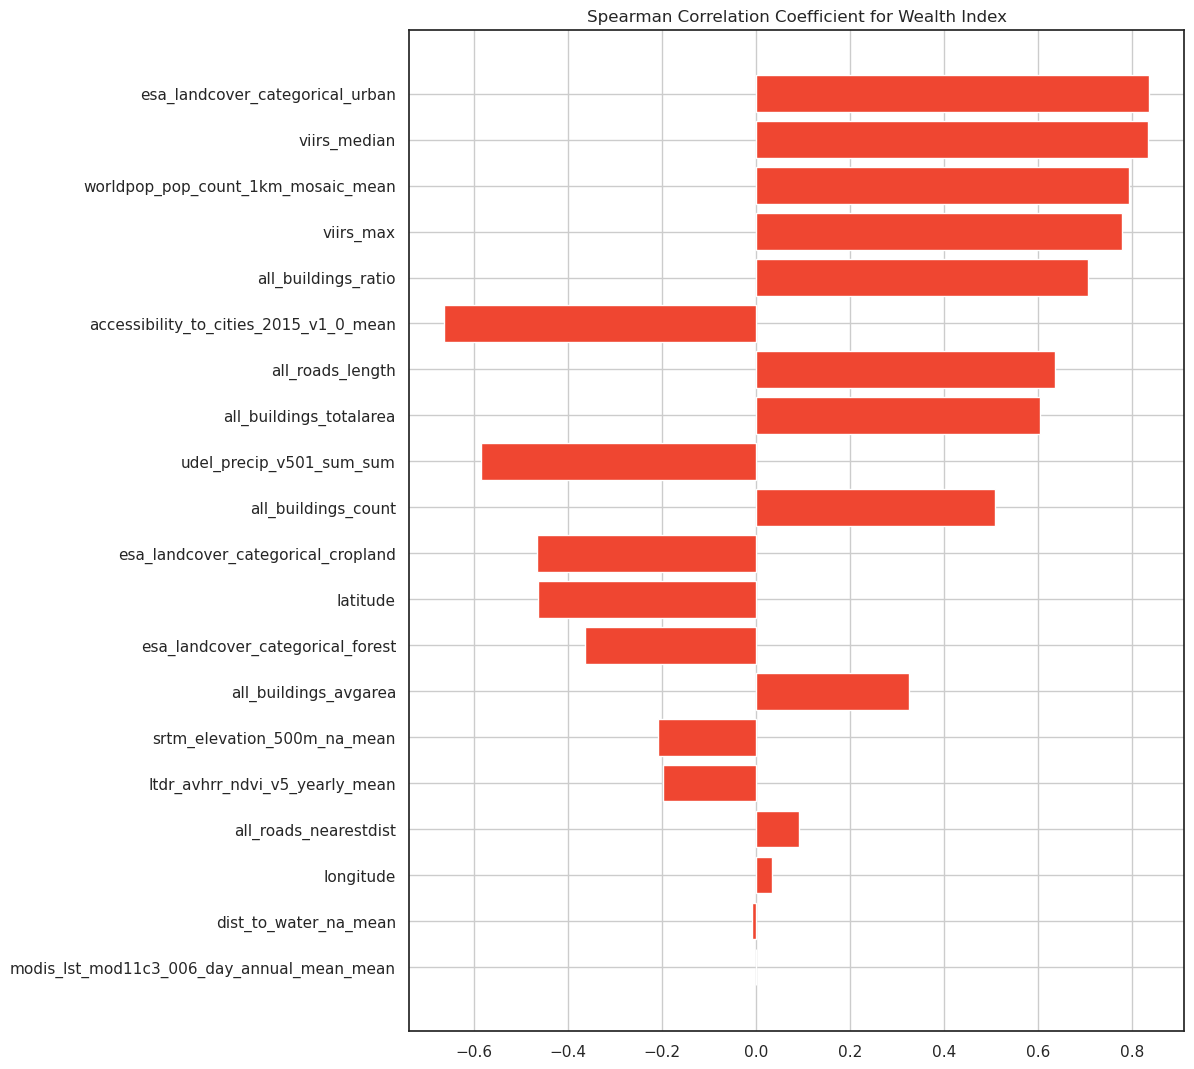 Spearman Correlation Coefficient for Wealth Index
esa_landcover_categorical_urban
viirs_median
worldpop_pop_count_1km_mosaic_mean
viirs_max
all_buildings_ratio
accessibility_to_cities_2015_v1_0_mean
all_roads_length
all_buildings_totalarea
udel_precip_v501_sum_sum
all_buildings_count
esa_landcover_categorical_cropland
latitude
esa_landcover_categorical_forest
all_buildings_avgarea
srtm_elevation_500m_na_mean
ltdr_avhrr_ndvi_v5_yearly_mean
all_roads_nearestdist
longitude
dist_to_water_na_mean
modis_lst_mod11c3_006_day_annual_mean_mean
−0.6 −0.4 −0.2 0.0 0.2 0.4 0.6 0.8